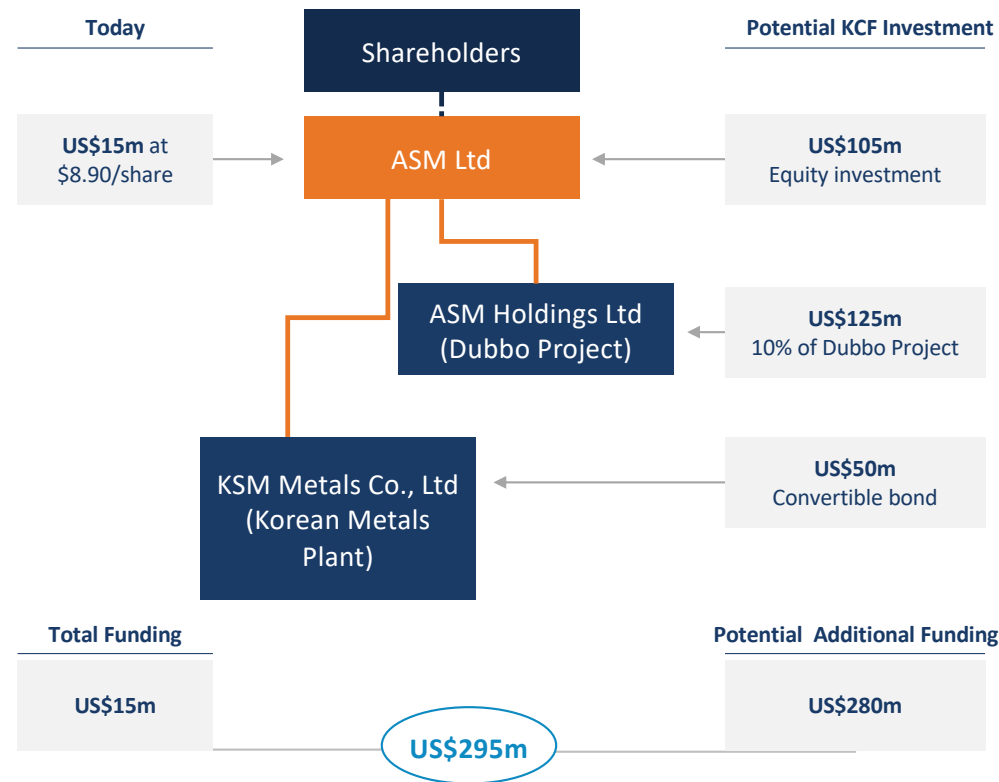 Today
Potential KCF Investment
Shareholders
US$15m at
$8.90/share
ASM Ltd
US$105m
Equity investment
ASM Holdings Ltd
(Dubbo Project)
US$125m
10% of Dubbo Project
KSM Metals Co., Ltd
(Korean Metals
Plant)
US$50m
Convertible bond
Total Funding
Potential Additional Funding
US$15m
US$280m
US$295m